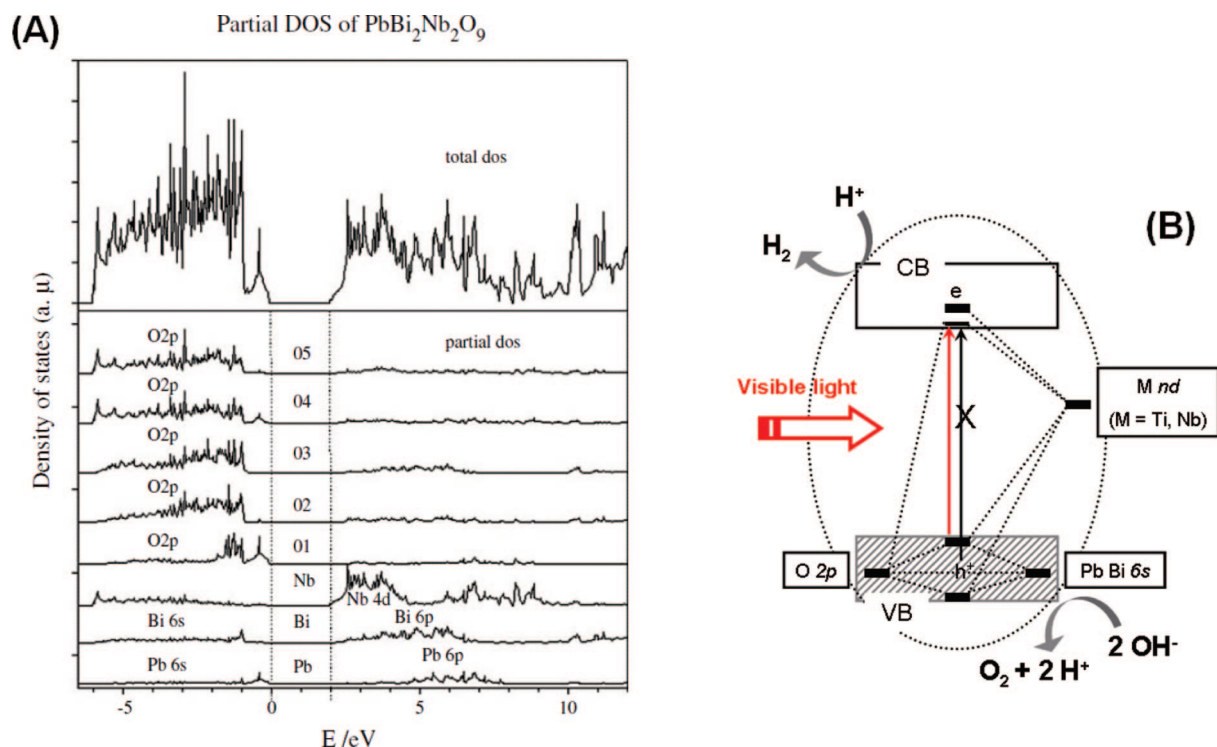 (A)
Partial DOS of PbBi2Nb2O9
Density of states (a. μ)
total dos
partial dos
O2p
05
O2p
04
O2p
03
O2p
02
O2p
01
Nb
Nb 4d
Bi 6s
Bi
Bi 6p
Pb 6s
Pb
Pb 6p
-5
0
5
10
E /eV
(B)
H+
H2
CB
e
Visible light
X
M nd
(M = Ti, Nb)
O 2p
h+
Pb Bi 6s
VB
2 OH-
O2 + 2 H+